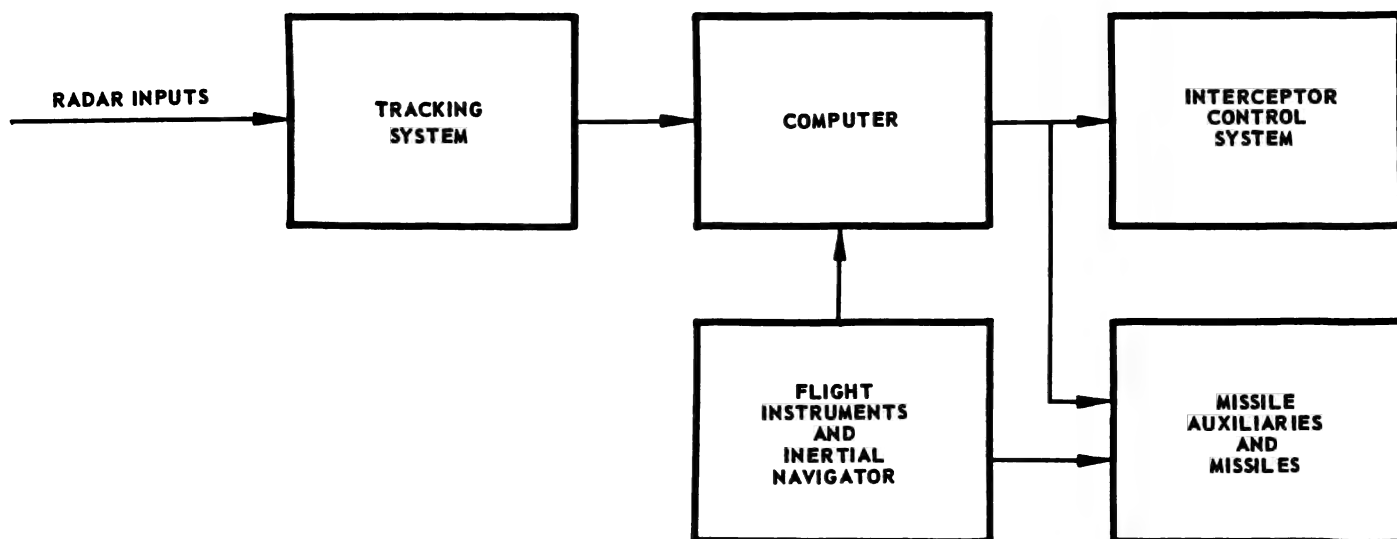 RADAR INPUTS
TRACKING
SYSTEM
COMPUTER
INTERCEPTOR
CONTROL
SYSTEM
FLIGHT
INSTRUMENTS
AND
INERTIAL
NAVIGATOR
MISSILE
AUXILIARIES
AND
MISSILES